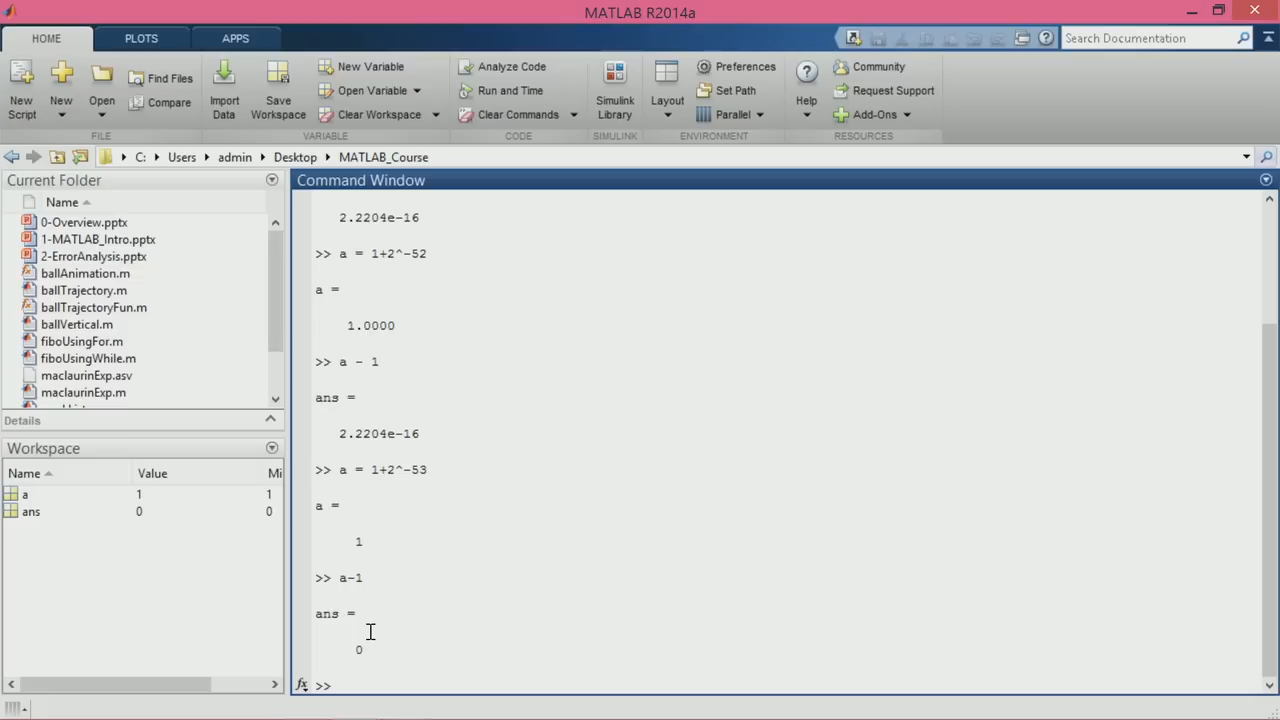 MATLAB R2014a
HOME PLOTS APPS Search Documentation
New Script
New
Open
Find Files
Compare
FILE
Import Data
Save Workspace
New Variable
Open Variable
Clear Workspace
VARIABLE
Analyze Code
Run and Time
Clear Commands
CODE
Simulink Library
SIMULINK
Layout
Preferences
Set Path
Parallel
ENVIRONMENT
Help
Community
Request Support
Add-Ons
RESOURCES
C: Users admin Desktop MATLAB_Course
Current Folder
Name
0-Overview.pptx
1-MATLAB_Intro.pptx
2-ErrorAnalysis.pptx
ballAnimation.m
ballTrajectory.m
ballTrajectoryFun.m
ballVertical.m
fiboUsingFor.m
fiboUsingWhile.m
maclaurinExp.asv
maclaurinExp.m
Details
Workspace
Name Value Mi
a 1 1
ans 0 0
Command Window
2.2204e-16
>> a = 1+2^-52
a =
1.0000
>> a - 1
ans =
2.2204e-16
>> a = 1+2^-53
a =
1
>> a-1
ans =
0
fx >>